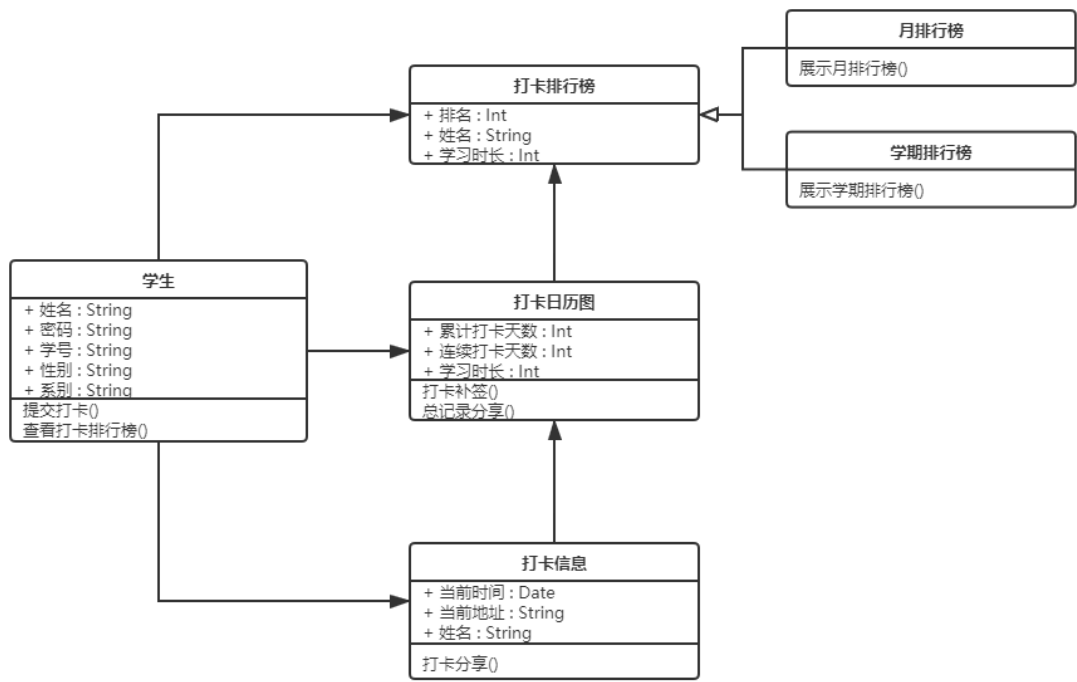 月排行榜
展示月排行榜()
打卡排行榜
+ 排名 : Int
+ 姓名 : String
+ 学习时长 : Int
学期排行榜
展示学期排行榜()
学生
+ 姓名 : String
+ 密码 : String
+ 学号 : String
+ 性别 : String
+ 系别 : String
提交打卡()
查看打卡排行榜()
打卡日历图
+ 累计打卡天数 : Int
+ 连续打卡天数 : Int
+ 学习时长 : Int
打卡补签()
总记录分享()
打卡信息
+ 当前时间 : Date
+ 当前地址 : String
+ 姓名 : String
打卡分享()